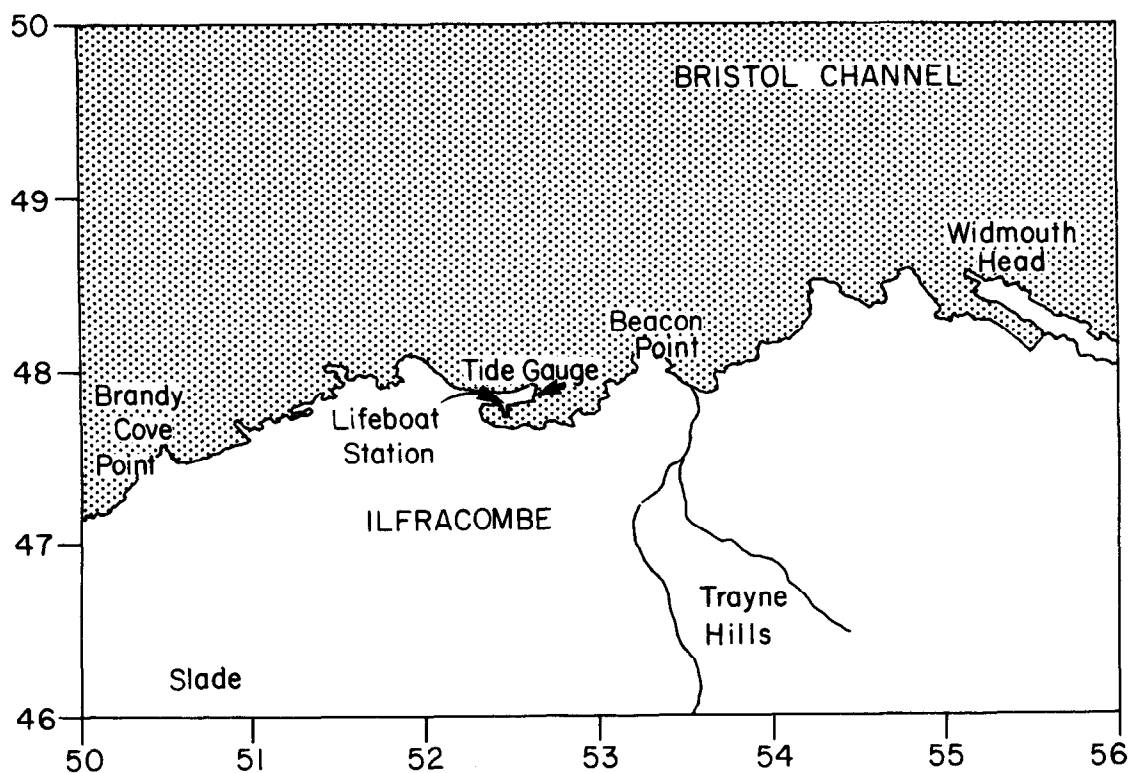 50
BRISTOL CHANNEL
49
Widmouth
Head
Beacon
Point
48
Tide Gauge
Brandy
Cove
Point
Lifeboat
Station
ILFRACOMBE
47
Trayne
Hills
Slade
46
50 51 52 53 54 55 56